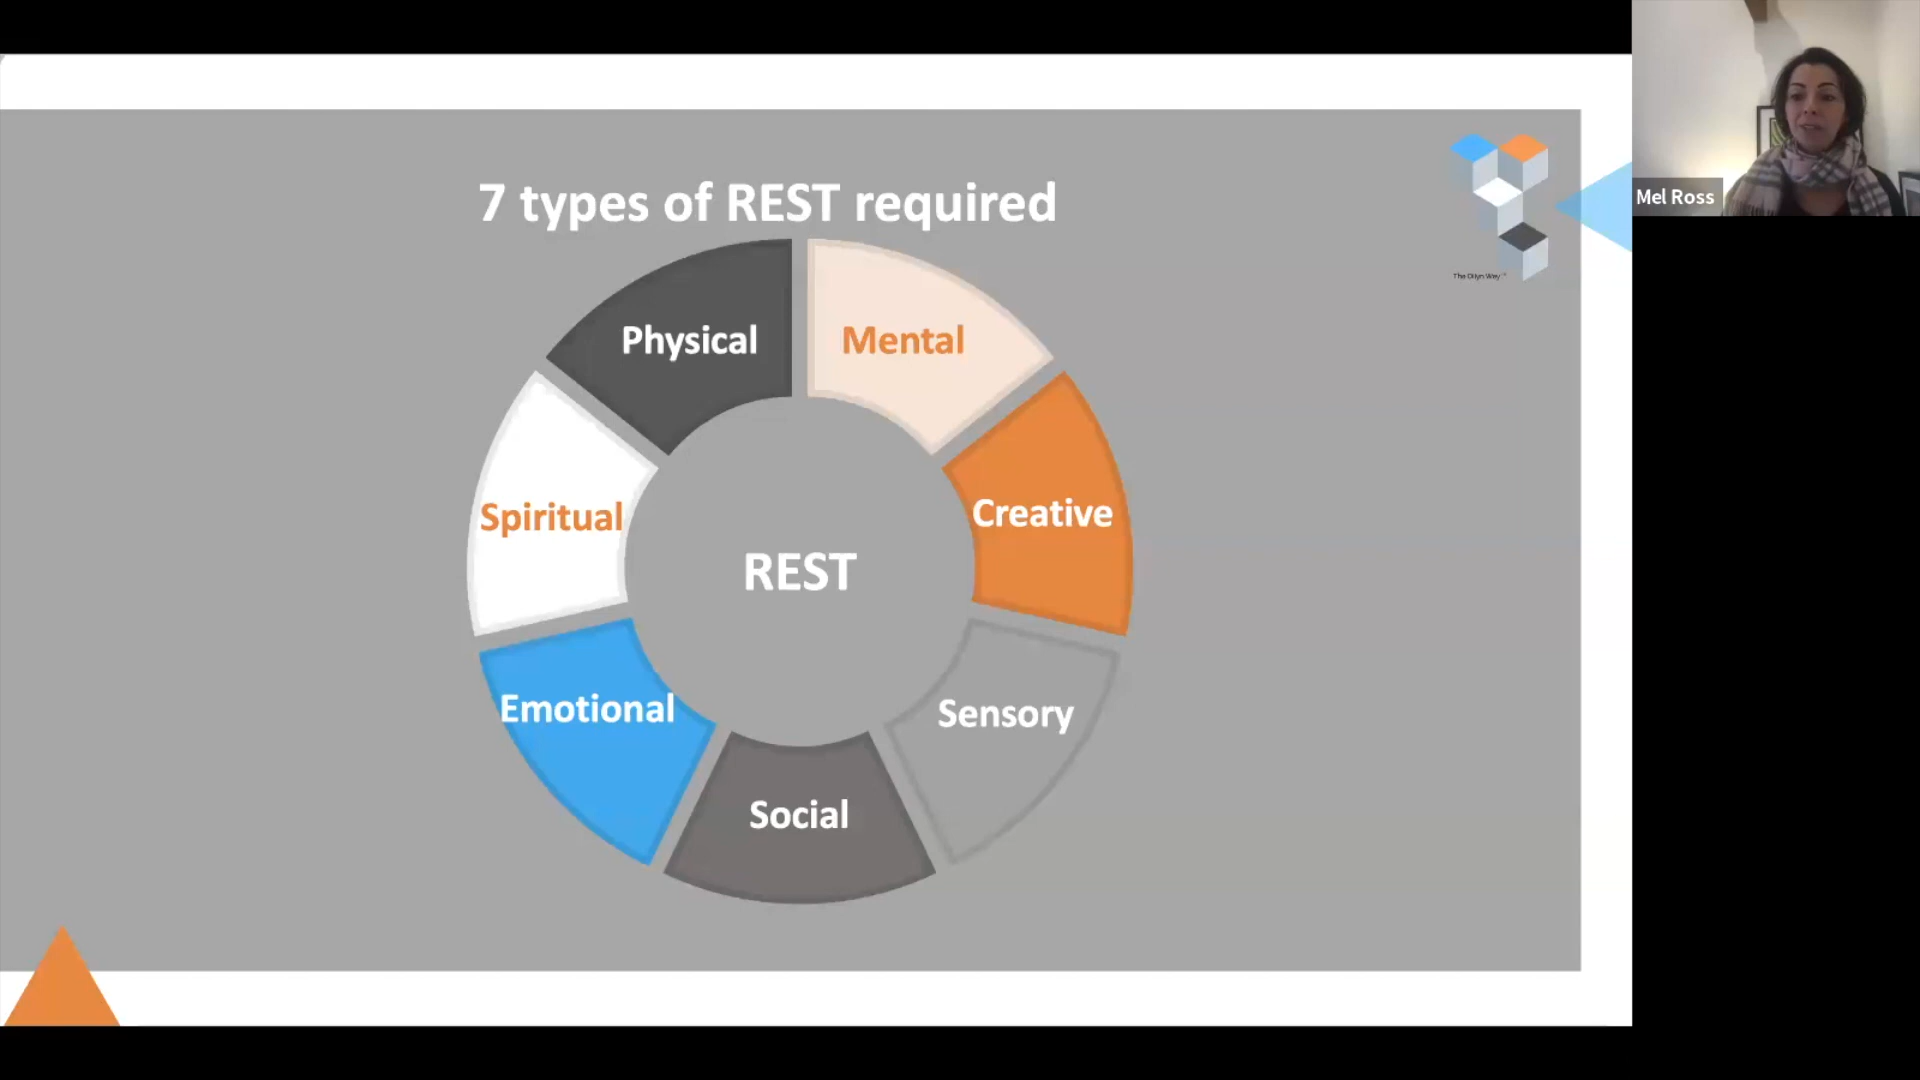 7 types of REST required
Physical
Mental
Spiritual
Creative
REST
Emotional
Sensory
Social
Mel Ross